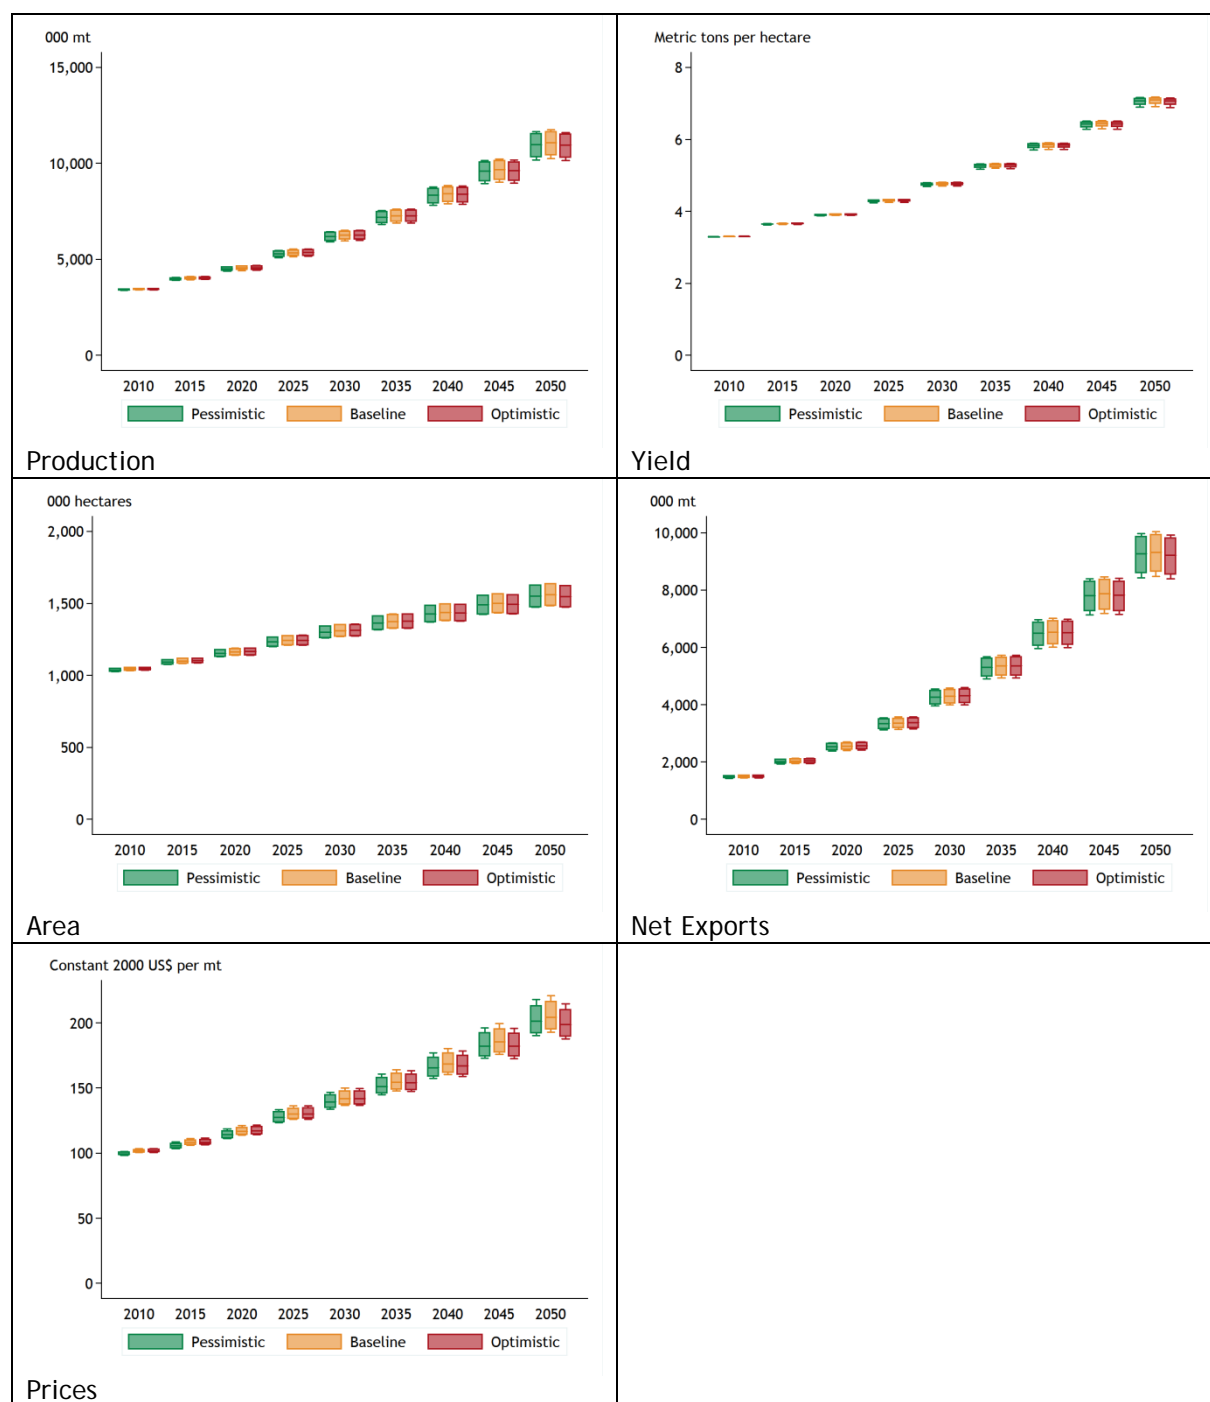 000 mt
15,000
10,000
5,000
0
2010 2015 2020 2025 2030 2035 2040 2045 2050
Pessimistic Baseline Optimistic
Production
Metric tons per hectare
8
6
4
2
0
2010 2015 2020 2025 2030 2035 2040 2045 2050
Pessimistic Baseline Optimistic
Yield
000 hectares
2,000
1,500
1,000
500
0
2010 2015 2020 2025 2030 2035 2040 2045 2050
Pessimistic Baseline Optimistic
Area
000 mt
10,000
8,000
6,000
4,000
2,000
0
2010 2015 2020 2025 2030 2035 2040 2045 2050
Pessimistic Baseline Optimistic
Net Exports
Constant 2000 US$ per mt
200
150
100
50
0
2010 2015 2020 2025 2030 2035 2040 2045 2050
Pessimistic Baseline Optimistic
Prices